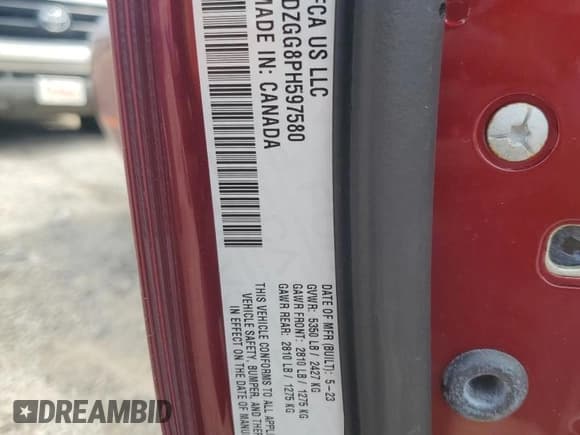 FCA US LLC
DZGG8PH597580
MADE IN: CANADA
DATE OF MFR (BUILT): 5-23
GVWR: 5350 LB / 2427 KG
GAWR FRONT: 2810 LB / 1275 KG
GAWR REAR: 2810 LB / 1275 KG
THIS VEHICLE CONFORMS TO ALL APPL
VEHICLE SAFETY, BUMPER, AND THE
IN EFFECT ON THE DATE OF MANU
DREAMBID